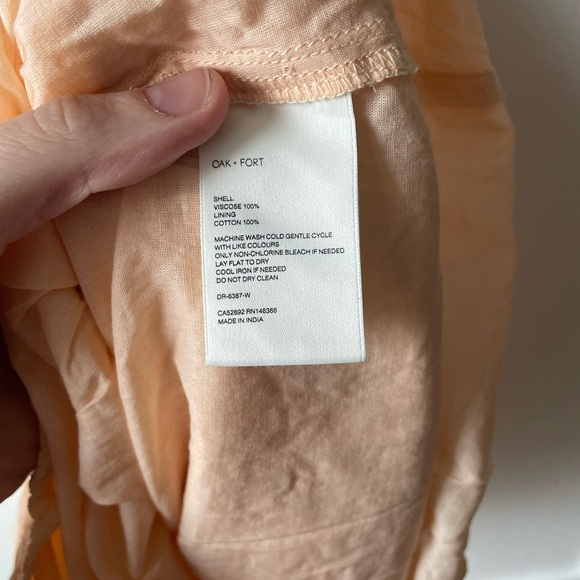 OAK + FORT
SHELL
VISCOSE 100%
LINING
COTTON 100%
MACHINE WASH COLD GENTLE CYCLE
WITH LIKE COLOURS
ONLY NON-CHLORINE BLEACH IF NEEDED
LAY FLAT TO DRY
COOL IRON IF NEEDED
DO NOT DRY CLEAN
DR-6387-W
CA52892 RN146366
MADE IN INDIA